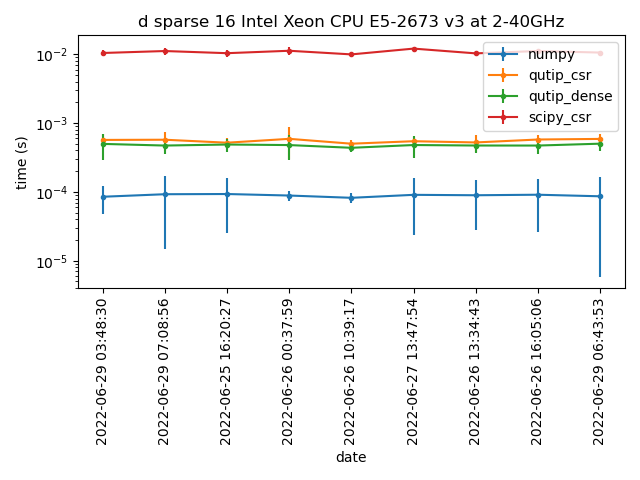 d sparse 16 Intel Xeon CPU E5-2673 v3 at 2-40GHz
numpy
qutip_csr
qutip_dense
scipy_csr
time (s)
10^-2
10^-3
10^-4
10^-5
2022-06-29 03:48:30
2022-06-29 07:08:56
2022-06-25 16:20:27
2022-06-26 00:37:59
2022-06-26 10:39:17
2022-06-27 13:47:54
2022-06-26 13:34:43
2022-06-26 16:05:06
2022-06-29 06:43:53
date